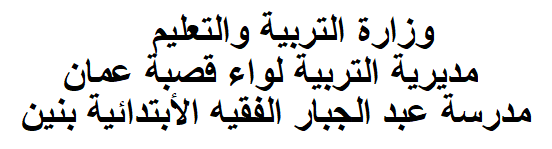 وزارة التربية والتعليم
مديرية التربية لواء قصبة عمان
مدرسة عبد الجبار الفقيه الأبتدائية بنين